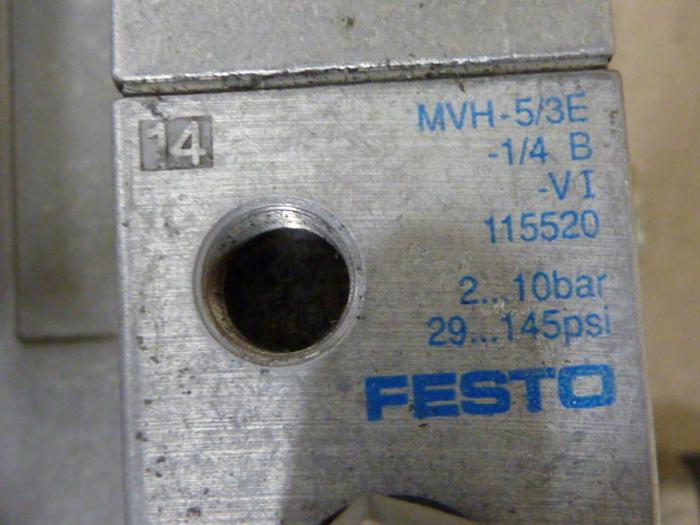 14
MVH-5/3E
-1/4 B
-VI
115520
2...10bar
29...145psi
FESTO